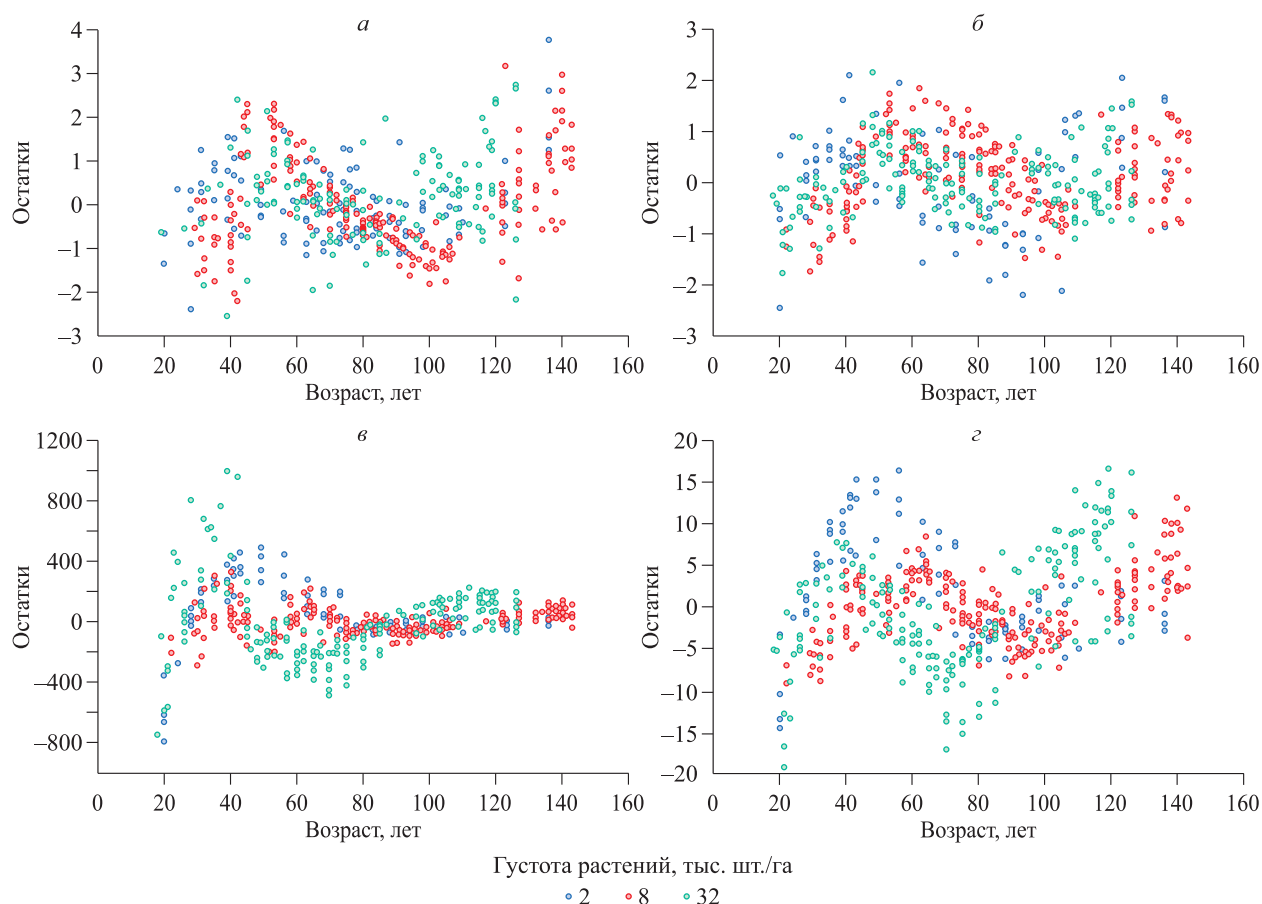 а
4
3
2
1
0
–1
–2
–3
Остатки
0 20 40 60 80 100 120 140 160
Возраст, лет
б
3
2
1
0
–1
–2
–3
Остатки
0 20 40 60 80 100 120 140 160
Возраст, лет
в
1200
800
400
0
–400
–800
Остатки
0 20 40 60 80 100 120 140 160
Возраст, лет
г
20
15
10
5
0
–5
–10
–15
–20
Остатки
0 20 40 60 80 100 120 140 160
Возраст, лет
Густота растений, тыс. шт./га
2 8 32